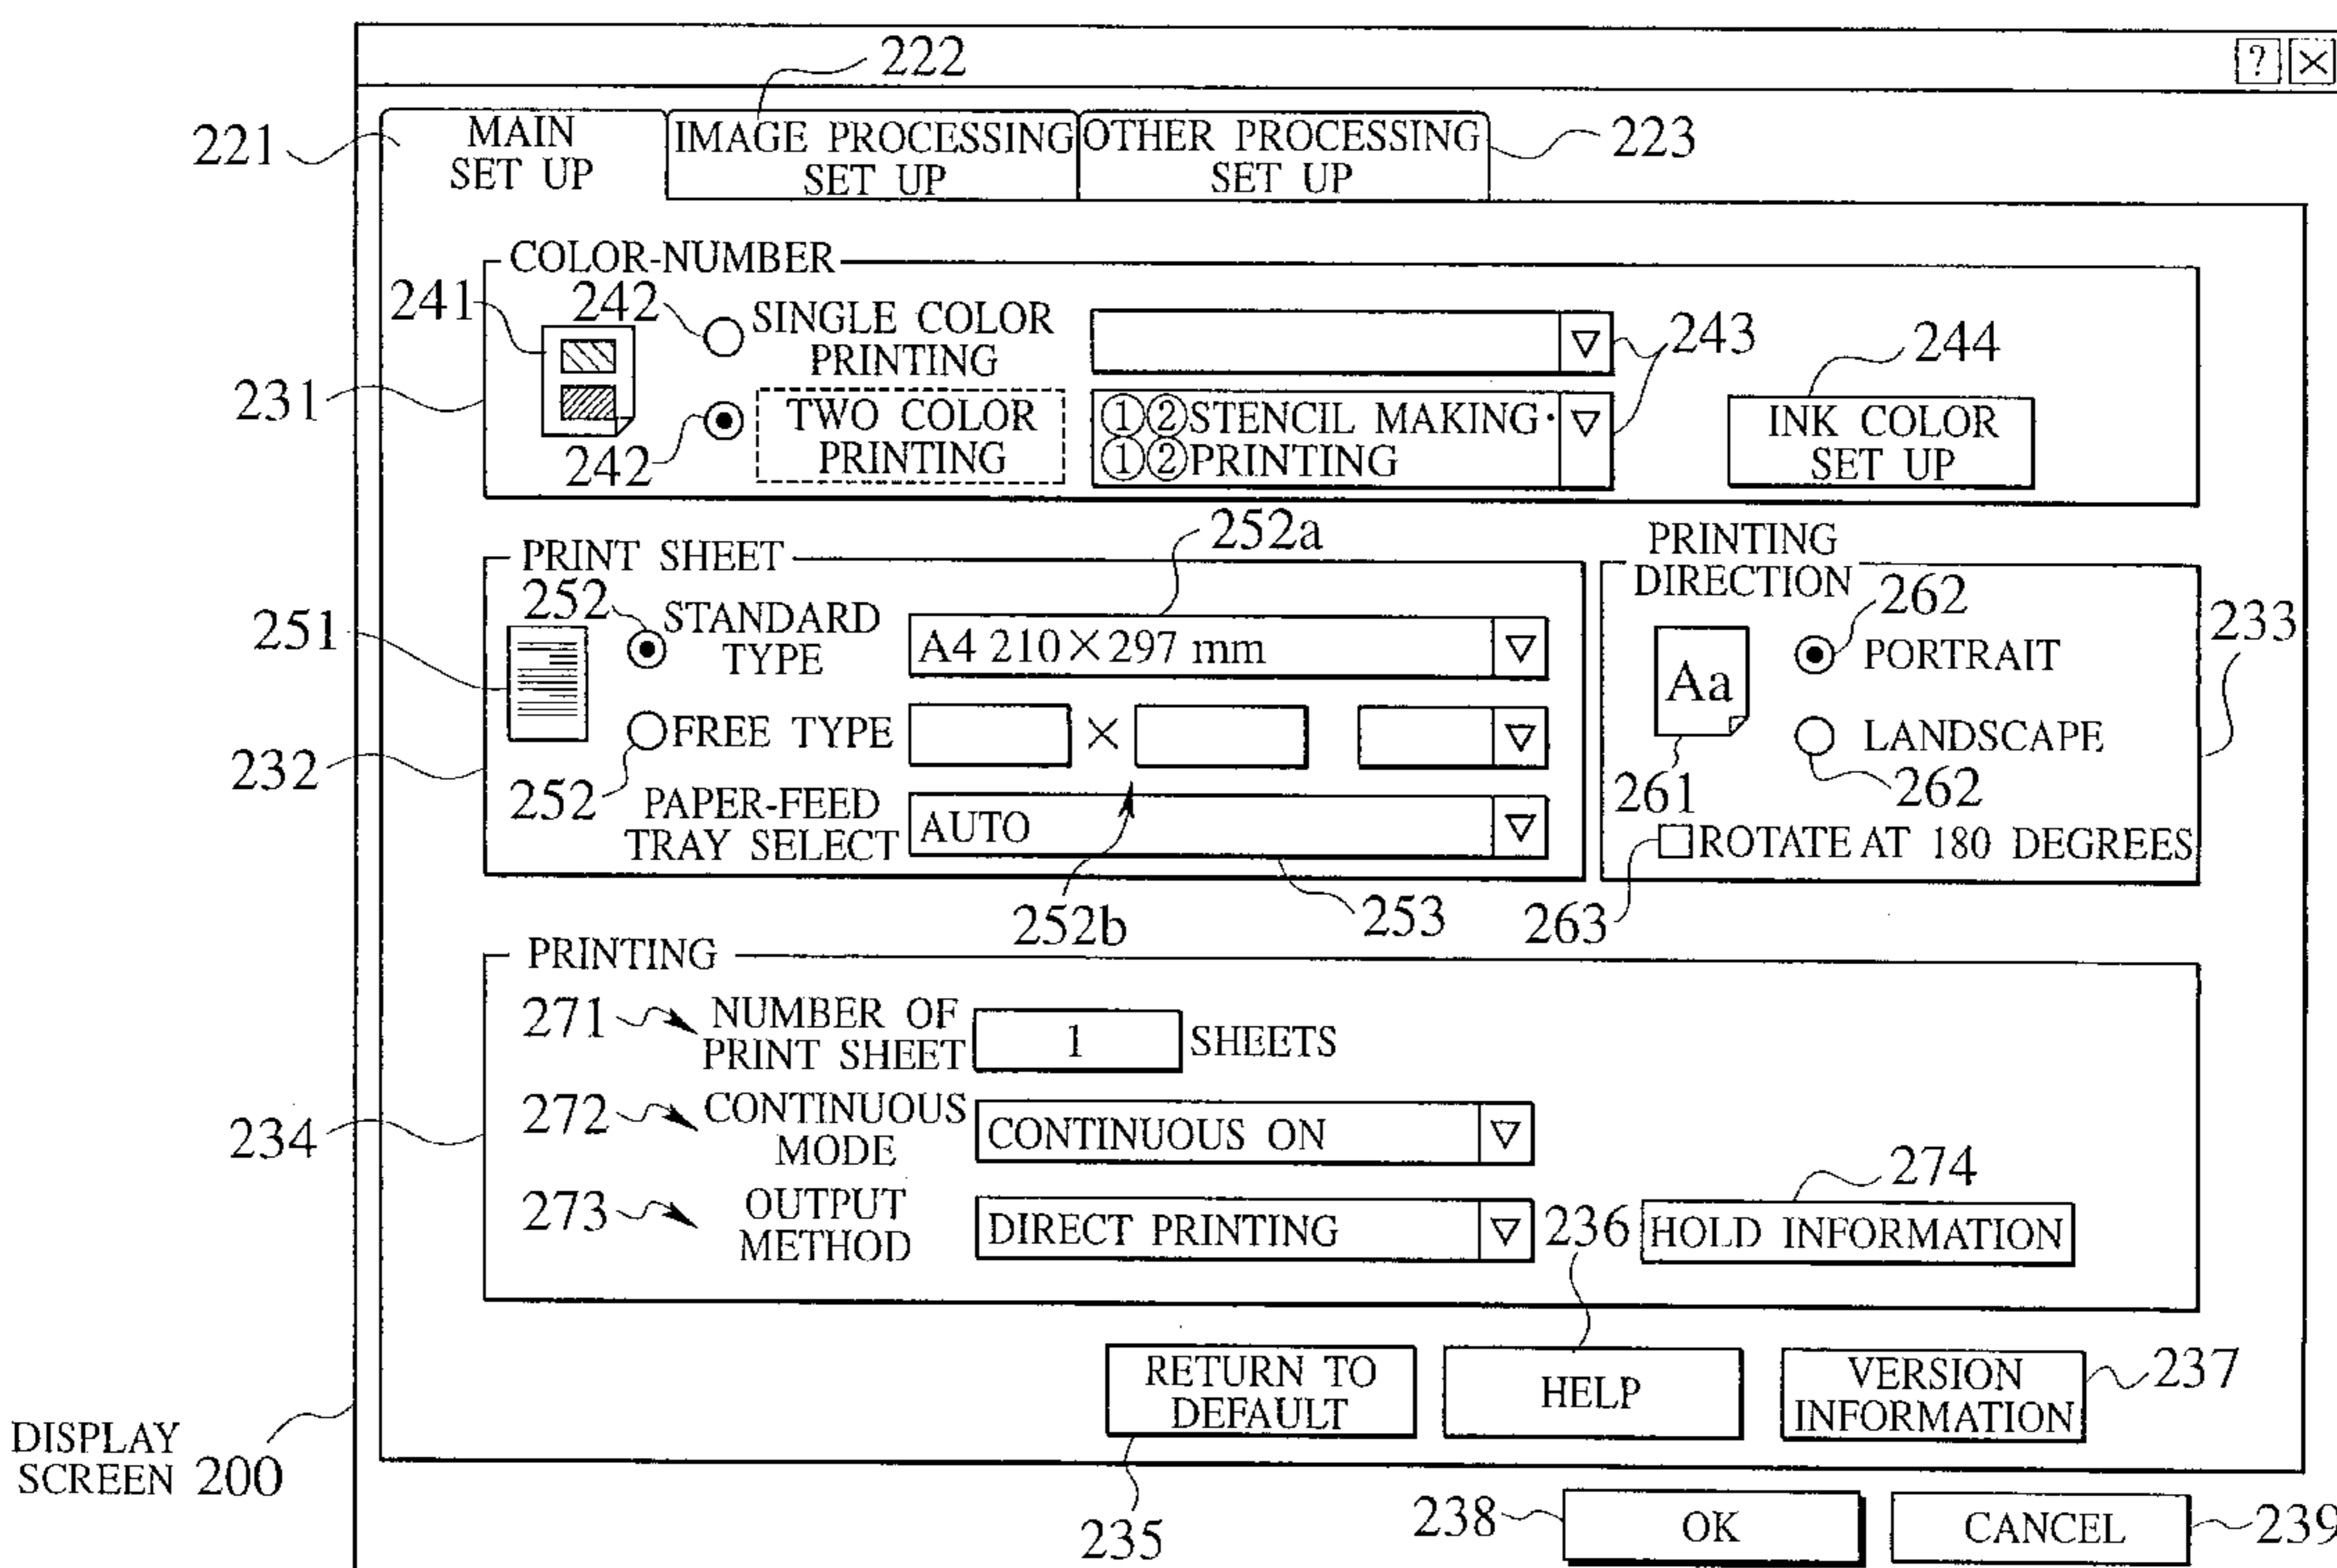 222
? ×
221
MAIN
SET UP
IMAGE PROCESSING
SET UP
OTHER PROCESSING
SET UP
223
COLOR-NUMBER
241
242
SINGLE COLOR
PRINTING
243
244
231
242
TWO COLOR
PRINTING
①②STENCIL MAKING·
①②PRINTING
INK COLOR
SET UP
PRINT SHEET
252a
251
252
STANDARD
TYPE
A4 210×297 mm
232
252
FREE TYPE
×
PAPER-FEED
TRAY SELECT
AUTO
252b
253
PRINTING
DIRECTION
262
233
Aa
PORTRAIT
LANDSCAPE
261
262
ROTATE AT 180 DEGREES
263
PRINTING
271
NUMBER OF
PRINT SHEET
1
SHEETS
234
272
CONTINUOUS
MODE
CONTINUOUS ON
273
OUTPUT
METHOD
DIRECT PRINTING
236
274
HOLD INFORMATION
RETURN TO
DEFAULT
HELP
VERSION
INFORMATION
237
DISPLAY
SCREEN 200
235
238
OK
CANCEL
239